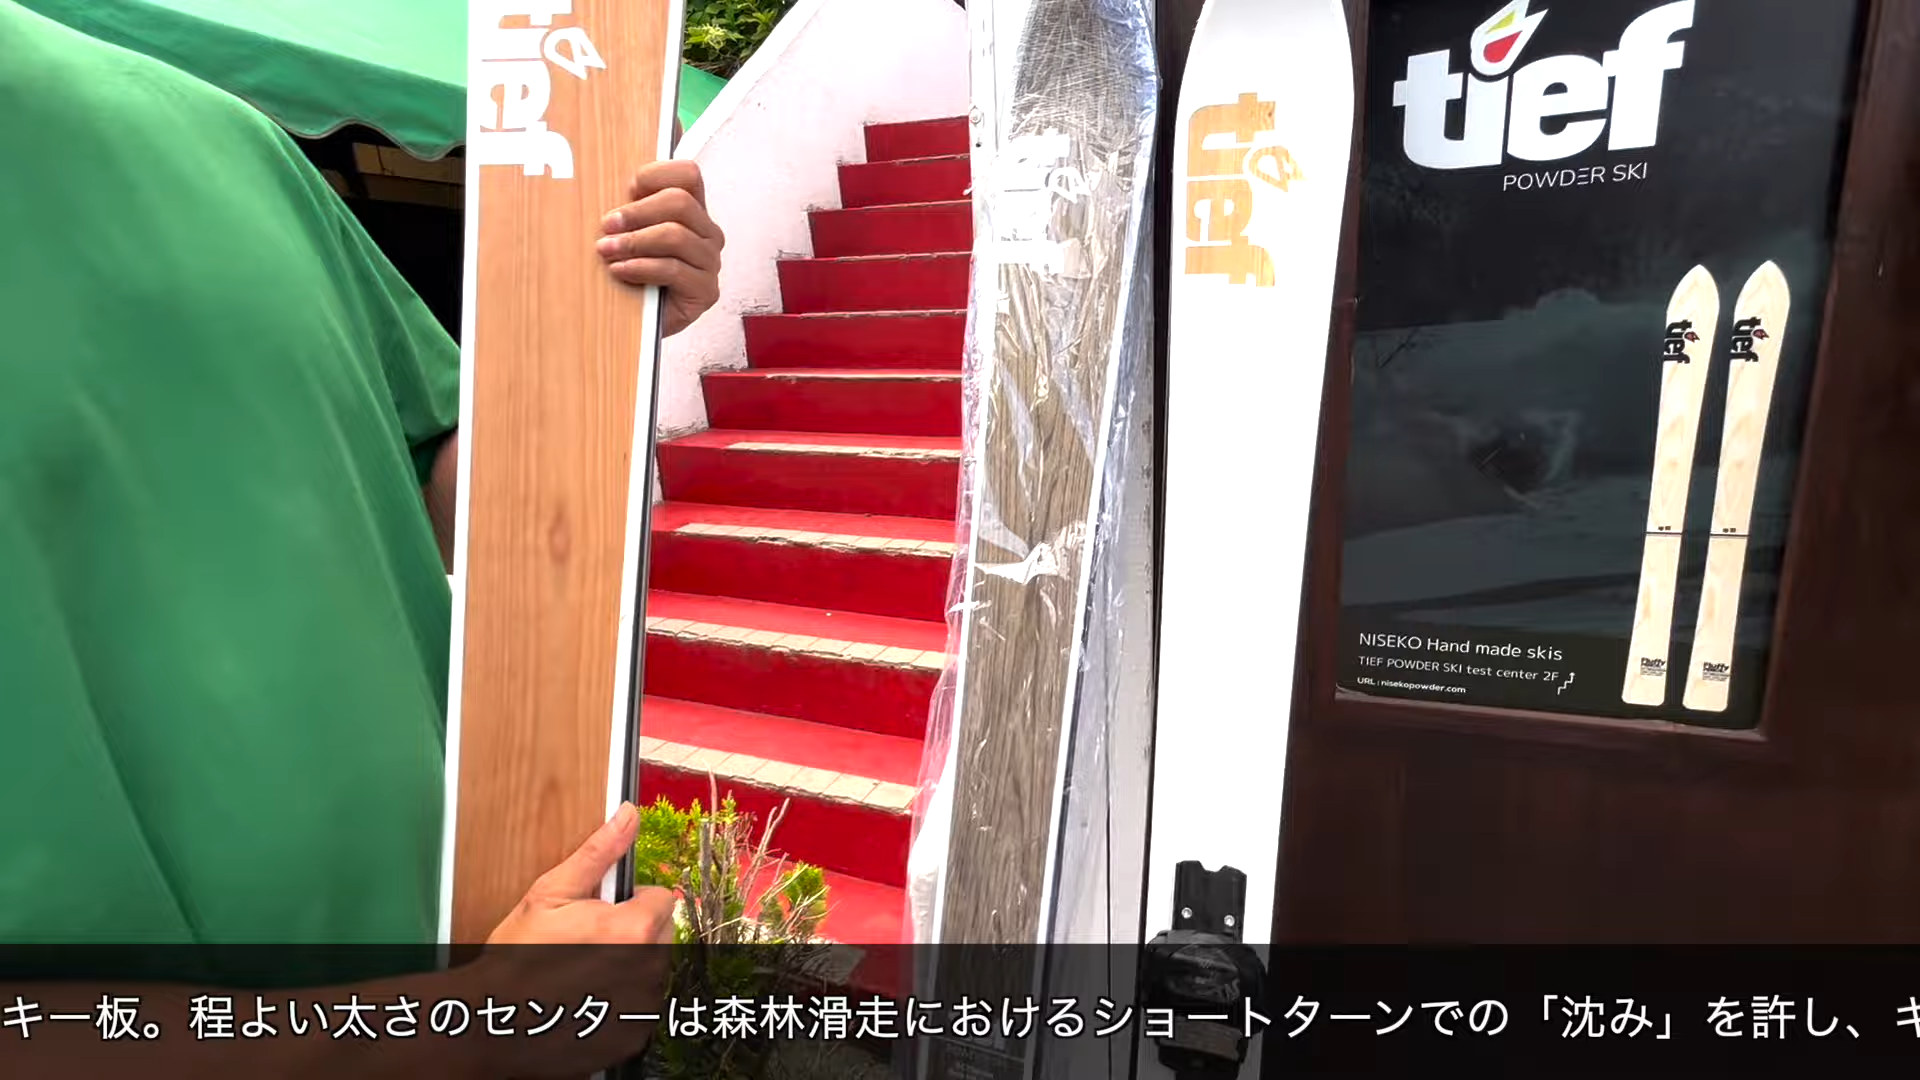 tief
tief
tief
tief
POWDER SKI
tief
tief
NISEKO Hand made skis
TIEF POWDER SKI test center 2F
URL : nisekopowder.com
Fluffy
Fluffy
キー板。程よい太さのセンターは森林滑走におけるショートターンでの「沈み」を許し、キ